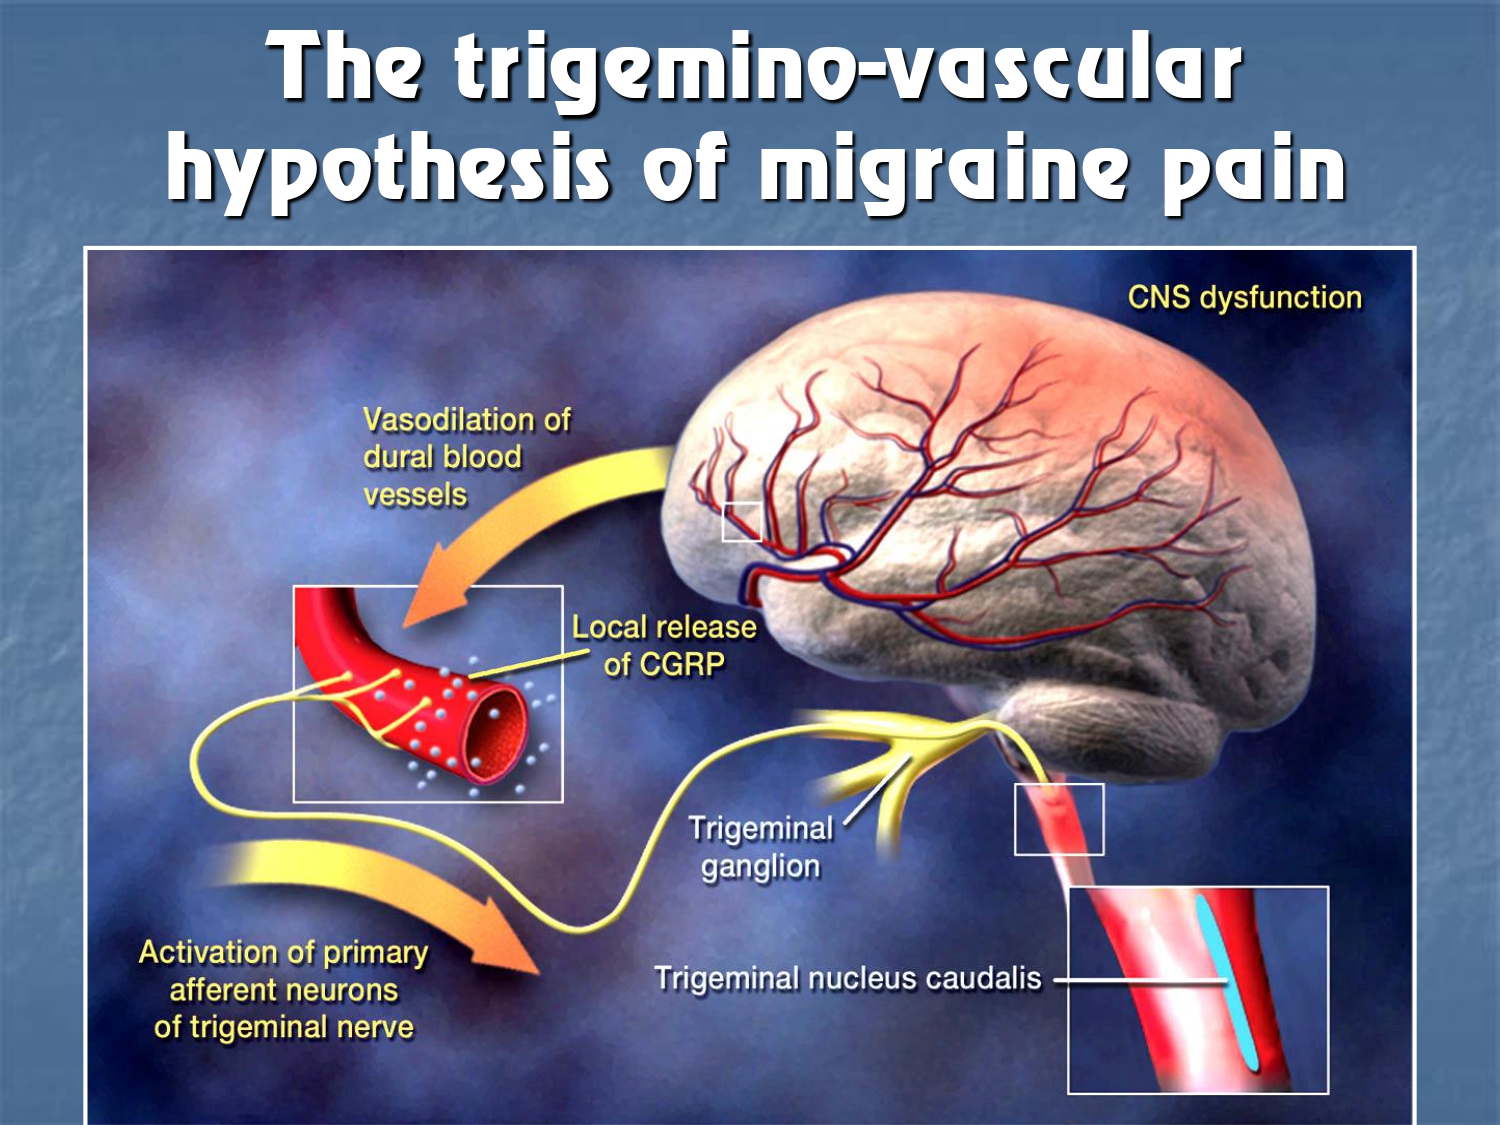 The trigemino-vascular
hypothesis of migraine pain
CNS dysfunction
Vasodilation of
dural blood
vessels
Local release
of CGRP
Trigeminal
ganglion
Activation of primary
afferent neurons
of trigeminal nerve
Trigeminal nucleus caudalis